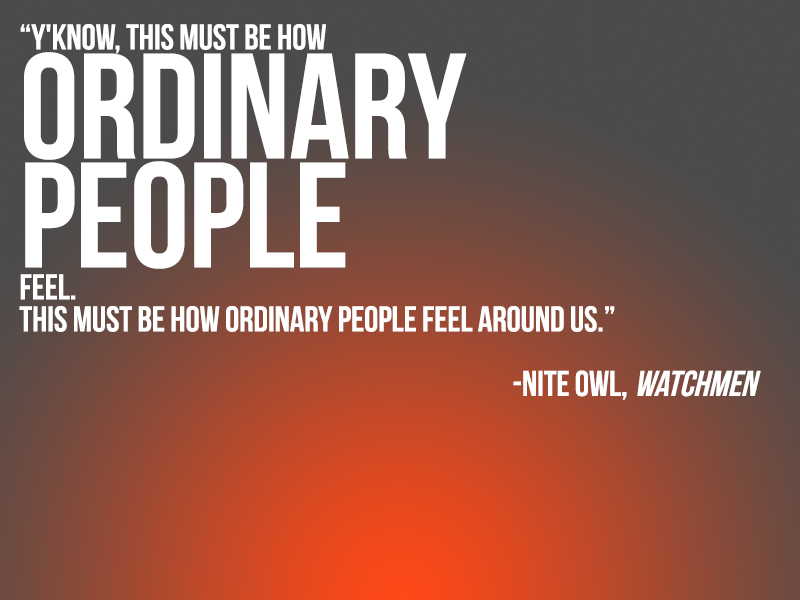 “Y'KNOW, THIS MUST BE HOW
ORDINARY
PEOPLE
FEEL.
THIS MUST BE HOW ORDINARY PEOPLE FEEL AROUND US.”
-NITE OWL, WATCHMEN